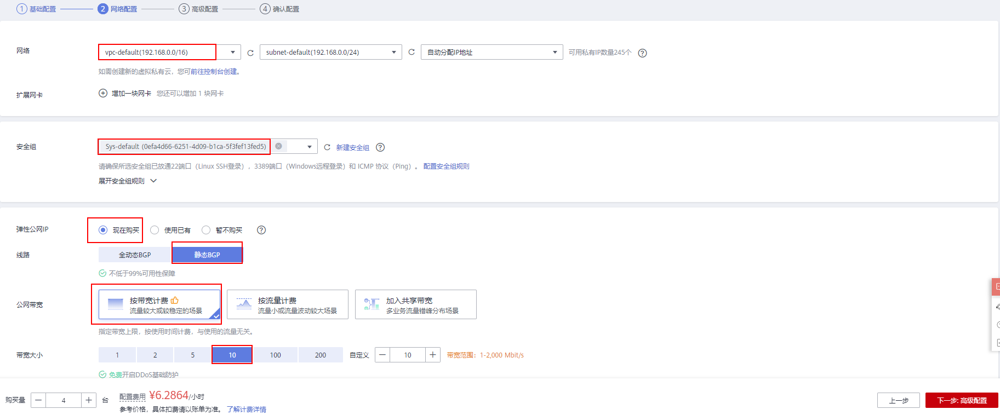 1 基础配置 2 网络配置 3 高级配置 4 确认配置
网络 vpc-default(192.168.0.0/16) subnet-default(192.168.0.0/24) 自动分配IP地址 可用私有IP数量245个 ?
如需创建新的虚拟私有云，您可前往控制台创建。
扩展网卡 增加一块网卡 您还可以增加 1 块网卡
安全组 Sys-default (0efa4d66-6251-4d09-b1ca-5f3fef13fed5) 新建安全组 ?
请确保所选安全组已放通22端口（Linux SSH登录），3389端口（Windows远程登录）和 ICMP 协议（Ping）。 配置安全组规则
展开安全组规则
弹性公网IP 现在购买 使用已有 暂不购买 ?
线路 全动态BGP 静态BGP
不低于99%可用性保障
公网带宽 按带宽计费 按流量计费 加入共享带宽
流量较大或较稳定的场景 流量小或流量波动较大场景 多业务流量错峰分布场景
指定带宽上限，按使用时间计费，与使用的流量无关。
带宽大小 1 2 5 10 100 200 自定义 — 10 + 带宽范围：1-2,000 Mbit/s
免费开启DDoS基础防护
购买量 — 4 + 台 配置费用 ¥6.2864/小时 上一步 下一步: 高级配置
参考价格，具体扣费请以账单为准。 了解计费详情